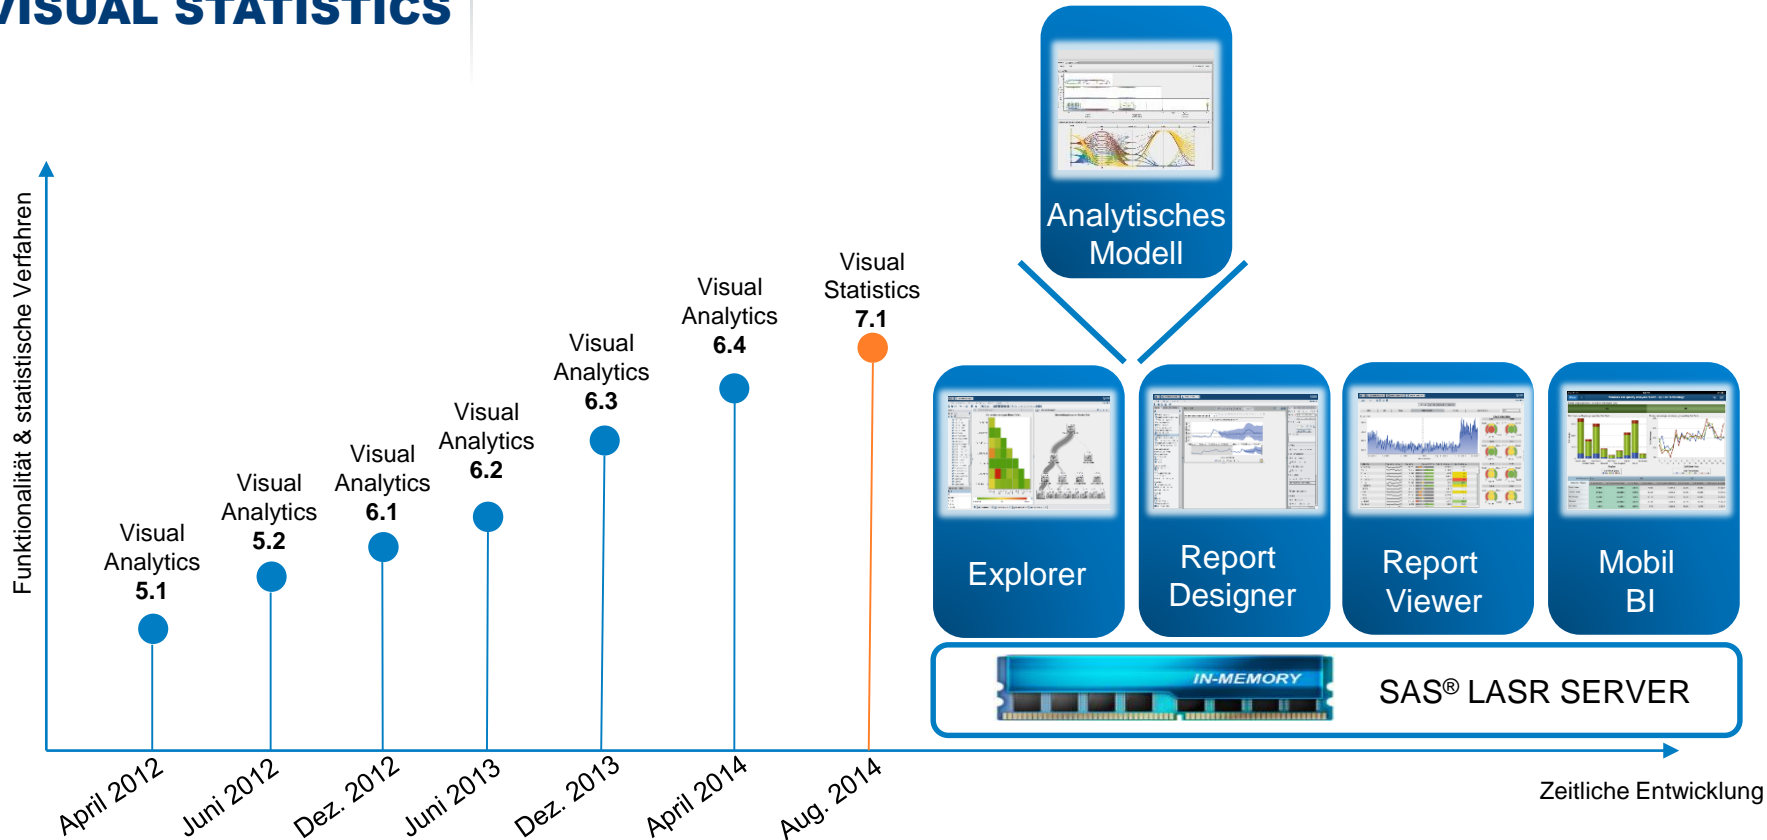 VISUAL STATISTICS
Funktionalität & statistische Verfahren
Visual
Analytics
5.1
Visual
Analytics
5.2
Visual
Analytics
6.1
Visual
Analytics
6.2
Visual
Analytics
6.3
Visual
Analytics
6.4
Visual
Statistics
7.1
April 2012
Juni 2012
Dez. 2012
Juni 2013
Dez. 2013
April 2014
Aug. 2014
Zeitliche Entwicklung
Analytisches
Modell
Explorer
Report
Designer
Report
Viewer
Mobil
BI
IN-MEMORY
SAS® LASR SERVER